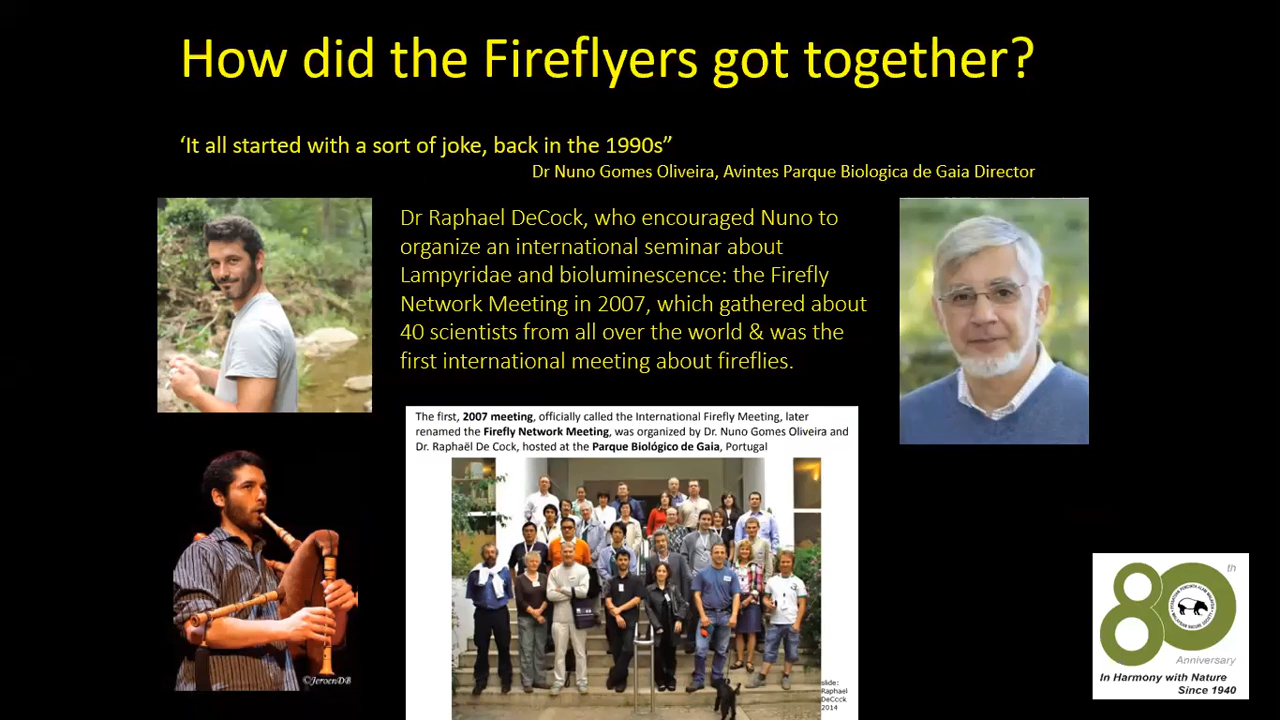 How did the Fireflyers got together?
‘It all started with a sort of joke, back in the 1990s”
Dr Nuno Gomes Oliveira, Avintes Parque Biologica de Gaia Director
Dr Raphael DeCock, who encouraged Nuno to
organize an international seminar about
Lampyridae and bioluminescence: the Firefly
Network Meeting in 2007, which gathered about
40 scientists from all over the world & was the
first international meeting about fireflies.
The first, 2007 meeting, officially called the International Firefly Meeting, later
renamed the Firefly Network Meeting, was organized by Dr. Nuno Gomes Oliveira and
Dr. Raphaël De Cock, hosted at the Parque Biológico de Gaia, Portugal
slide:
Raphael
DeCock
2014
©JeroenDB
80th
Anniversary
In Harmony with Nature
Since 1940